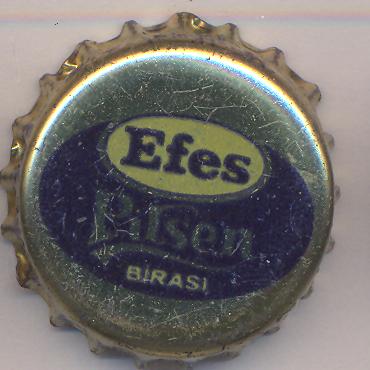 Efes
Pilsen
BIRASI